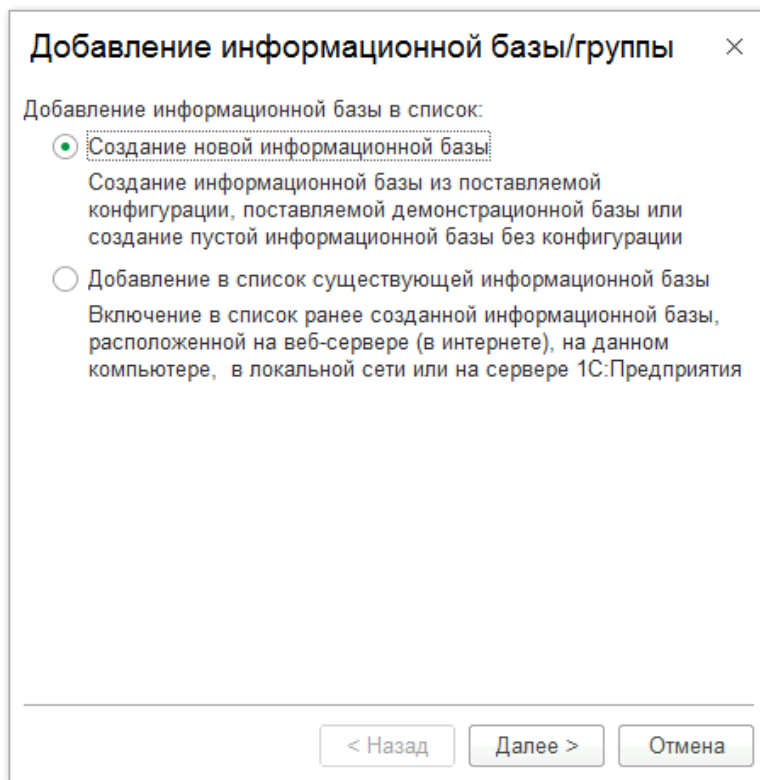 Добавление информационной базы/группы
Добавление информационной базы в список:
Создание новой информационной базы
Создание информационной базы из поставляемой
конфигурации, поставляемой демонстрационной базы или
создание пустой информационной базы без конфигурации
Добавление в список существующей информационной базы
Включение в список ранее созданной информационной базы,
расположенной на веб-сервере (в интернете), на данном
компьютере,  в локальной сети или на сервере 1С:Предприятия
< Назад Далее > Отмена